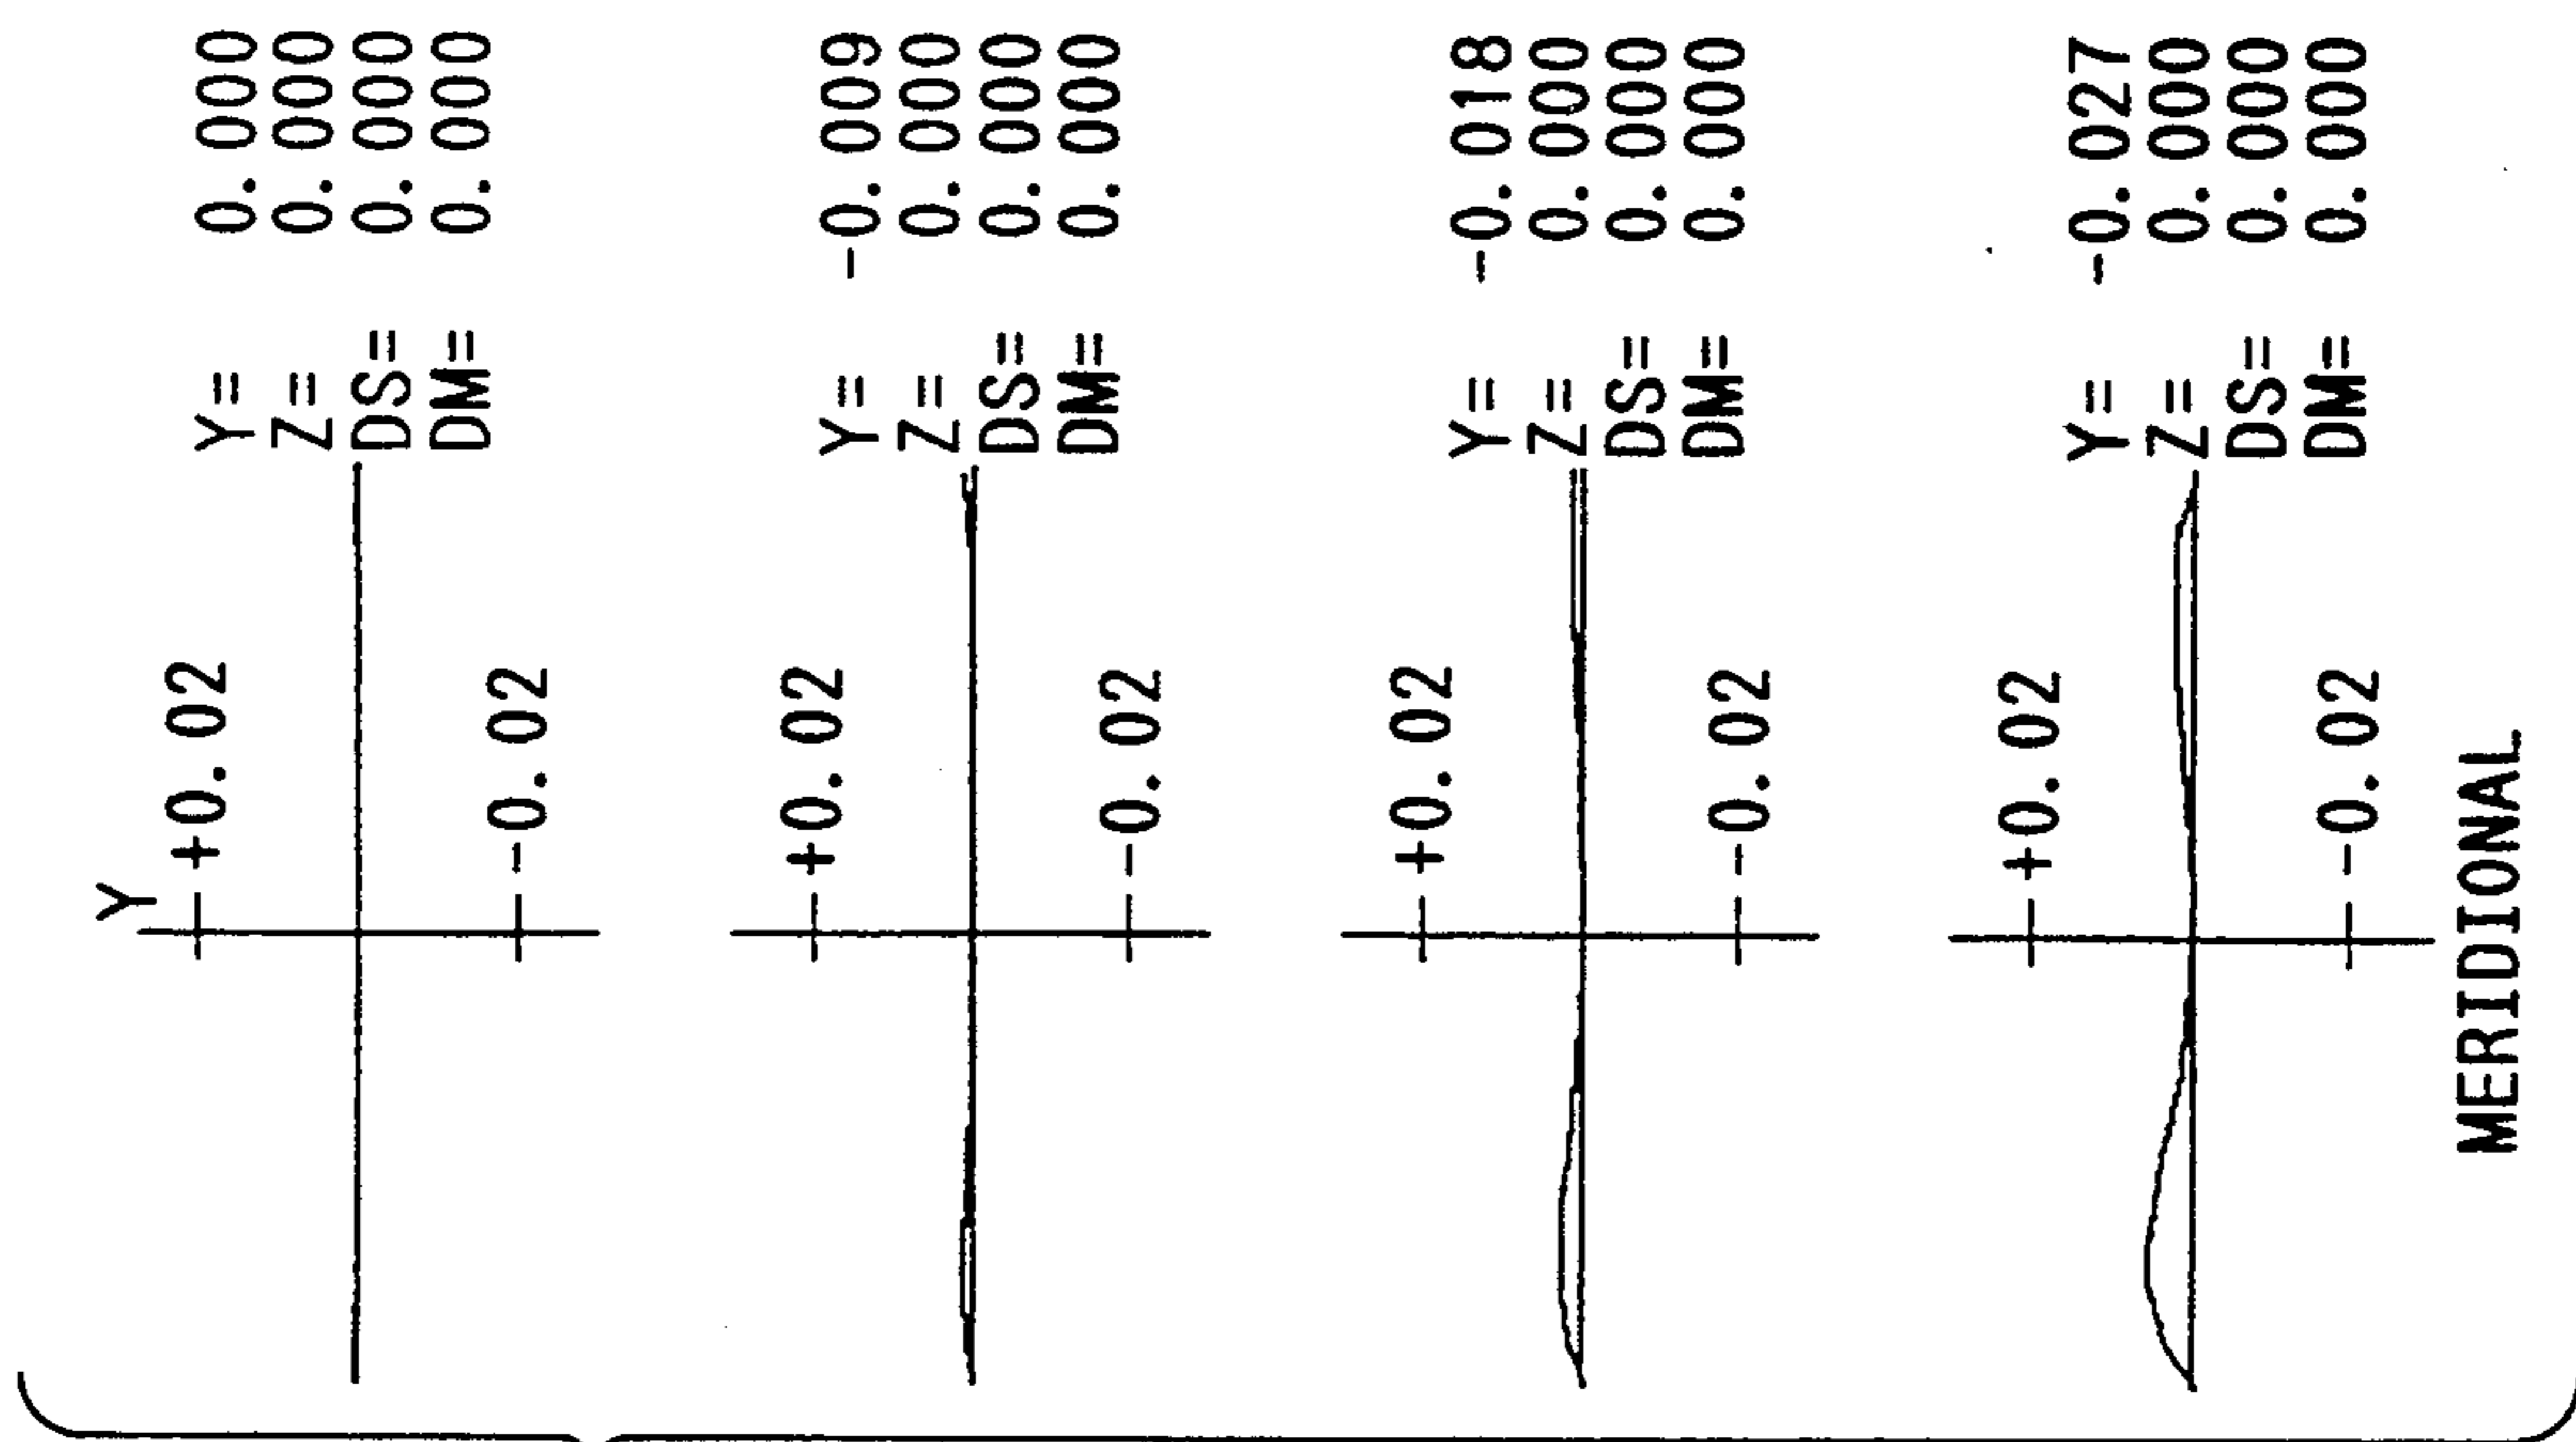 Y
+0.02
Y= 0.000
Z= 0.000
DS= 0.000
DM= 0.000
-0.02
+0.02
Y= -0.009
Z= 0.000
DS= 0.000
DM= 0.000
-0.02
+0.02
Y= -0.018
Z= 0.000
DS= 0.000
DM= 0.000
-0.02
+0.02
Y= -0.027
Z= 0.000
DS= 0.000
DM= 0.000
-0.02
MERIDIONAL